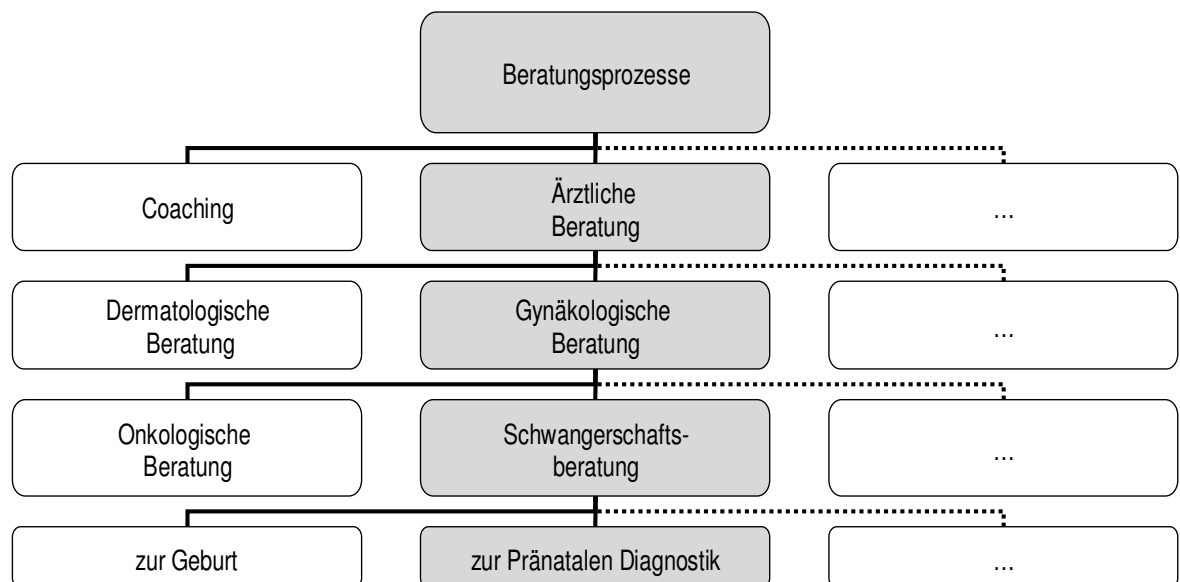 Beratungsprozesse
Coaching
Ärztliche
Beratung
...
Dermatologische
Beratung
Gynäkologische
Beratung
...
Onkologische
Beratung
Schwangerschafts-
beratung
...
zur Geburt
zur Pränatalen Diagnostik
...